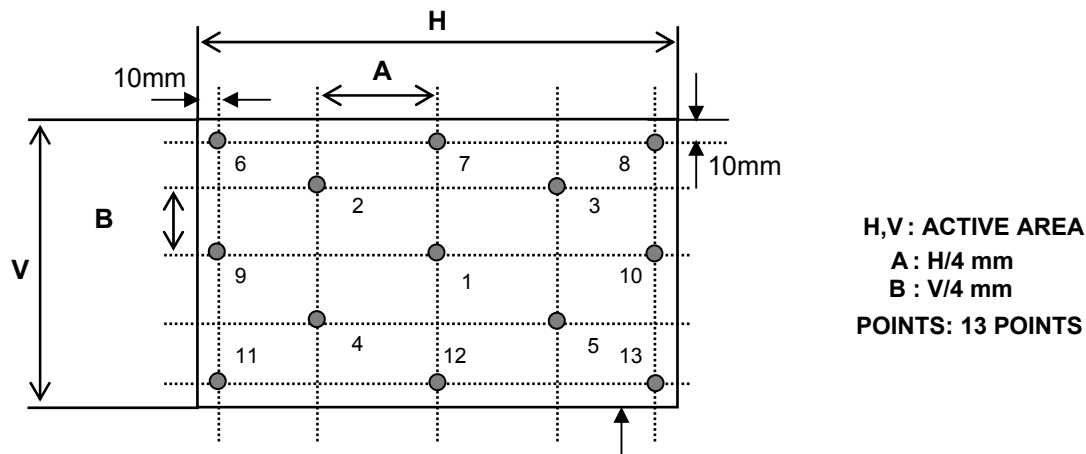 H
10mm
A
6
7
8
10mm
2
3
B
H,V : ACTIVE AREA
V
9
1
10
A : H/4 mm
B : V/4 mm
POINTS: 13 POINTS
4
5
11
12
13